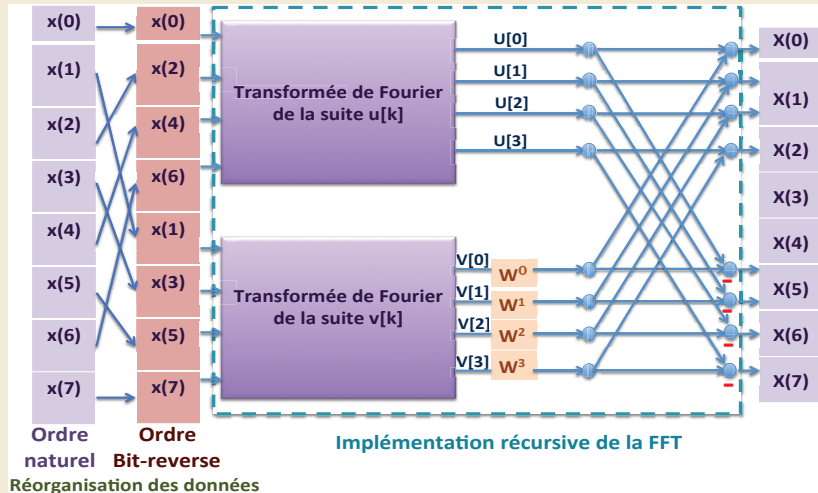 x(0)
x(1)
x(2)
x(3)
x(4)
x(5)
x(6)
x(7)
Ordre
naturel
x(0)
x(2)
x(4)
x(6)
x(1)
x(3)
x(5)
x(7)
Ordre
Bit-reverse
Réorganisation des données
Transformée de Fourier
de la suite u[k]
U[0]
U[1]
U[2]
U[3]
Transformée de Fourier
de la suite v[k]
V[0]
V[1]
V[2]
V[3]
W⁰
W¹
W²
W³
-
-
-
-
Implémentation récursive de la FFT
X(0)
X(1)
X(2)
X(3)
X(4)
X(5)
X(6)
X(7)